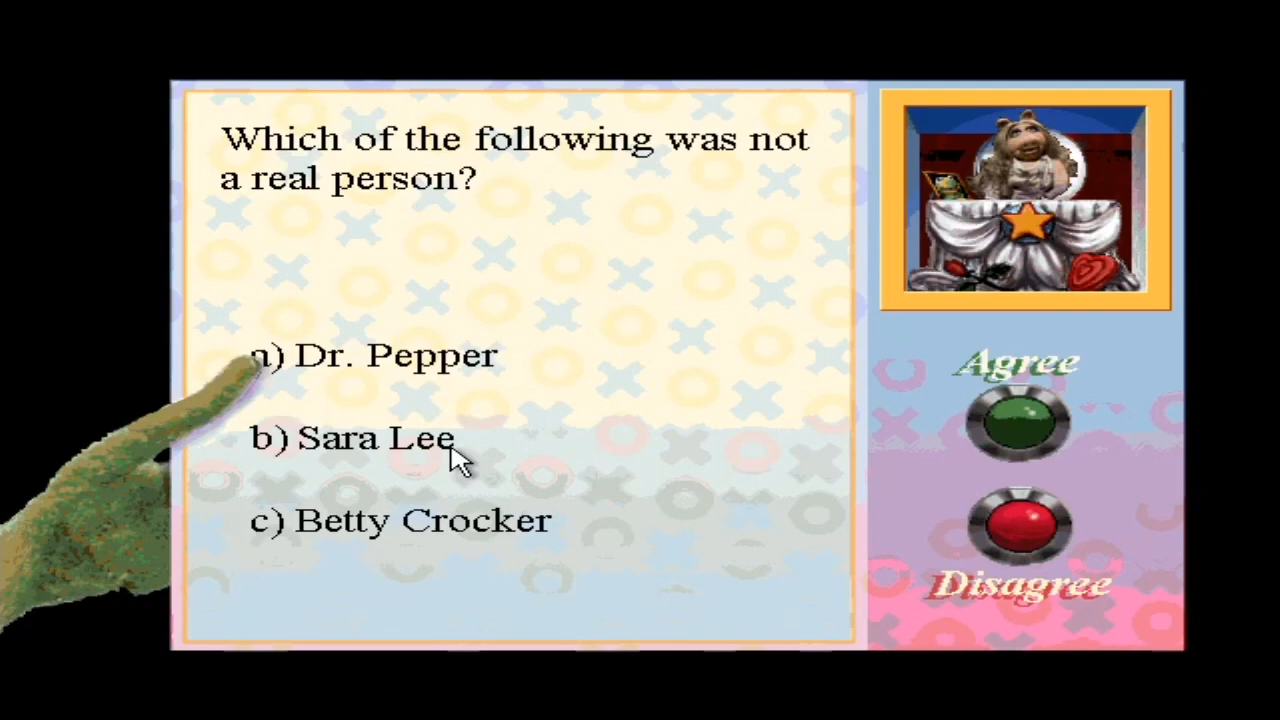 Which of the following was not
a real person?
a) Dr. Pepper
b) Sara Lee
c) Betty Crocker
Agree
Disagree